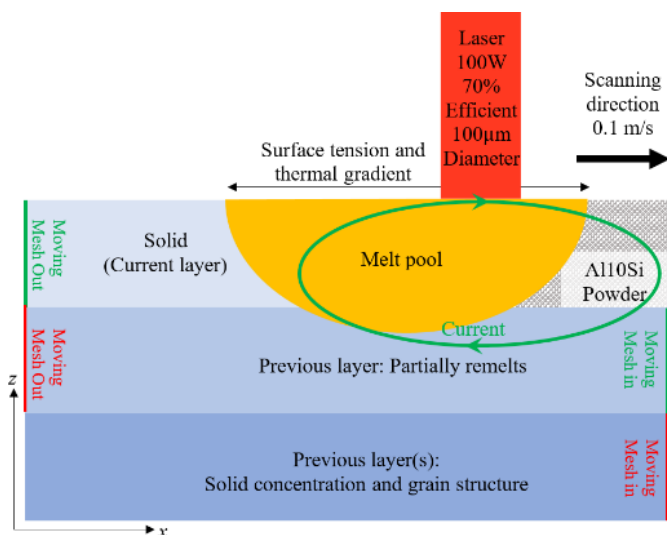 Laser
100W
70%
Efficient
100μm
Diameter
Scanning
direction
0.1 m/s
Surface tension and
thermal gradient
Moving
Mesh Out
Solid
(Current layer)
Melt pool
Al10Si
Powder
Current
Moving
Mesh Out
Previous layer: Partially remelts
Moving
Mesh in
z
Previous layer(s):
Solid concentration and grain structure
Moving
Mesh in
x